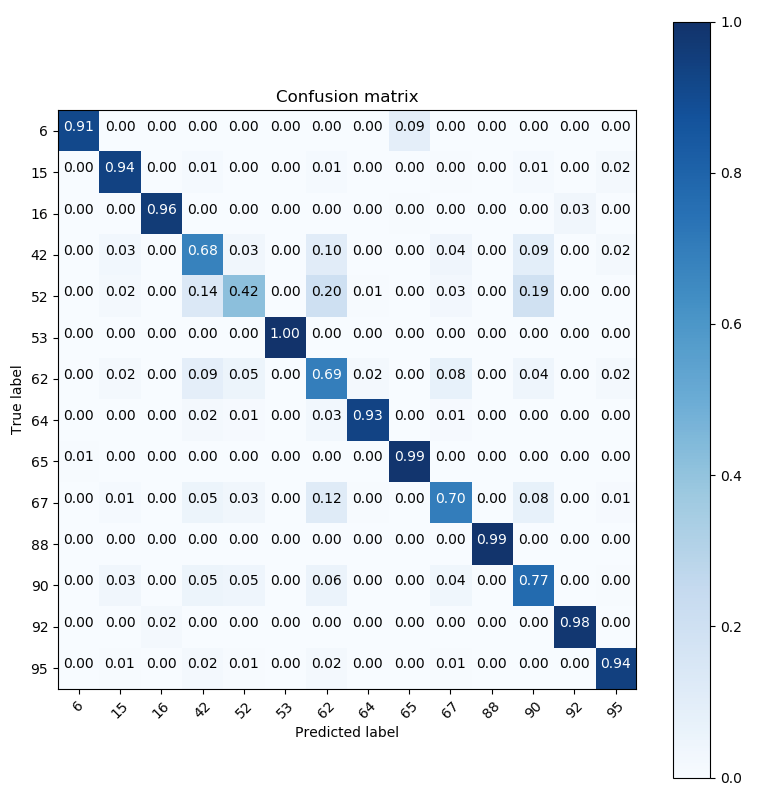 Confusion matrix
6 0.91 0.00 0.00 0.00 0.00 0.00 0.00 0.00 0.09 0.00 0.00 0.00 0.00 0.00
15 0.00 0.94 0.00 0.01 0.00 0.00 0.01 0.00 0.00 0.00 0.00 0.01 0.00 0.02
16 0.00 0.00 0.96 0.00 0.00 0.00 0.00 0.00 0.00 0.00 0.00 0.00 0.03 0.00
42 0.00 0.03 0.00 0.68 0.03 0.00 0.10 0.00 0.00 0.04 0.00 0.09 0.00 0.02
52 0.00 0.02 0.00 0.14 0.42 0.00 0.20 0.01 0.00 0.03 0.00 0.19 0.00 0.00
53 0.00 0.00 0.00 0.00 0.00 1.00 0.00 0.00 0.00 0.00 0.00 0.00 0.00 0.00
62 0.00 0.02 0.00 0.09 0.05 0.00 0.69 0.02 0.00 0.08 0.00 0.04 0.00 0.02
64 0.00 0.00 0.00 0.02 0.01 0.00 0.03 0.93 0.00 0.01 0.00 0.00 0.00 0.00
65 0.01 0.00 0.00 0.00 0.00 0.00 0.00 0.00 0.99 0.00 0.00 0.00 0.00 0.00
67 0.00 0.01 0.00 0.05 0.03 0.00 0.12 0.00 0.00 0.70 0.00 0.08 0.00 0.01
88 0.00 0.00 0.00 0.00 0.00 0.00 0.00 0.00 0.00 0.00 0.99 0.00 0.00 0.00
90 0.00 0.03 0.00 0.05 0.05 0.00 0.06 0.00 0.00 0.04 0.00 0.77 0.00 0.00
92 0.00 0.00 0.02 0.00 0.00 0.00 0.00 0.00 0.00 0.00 0.00 0.00 0.98 0.00
95 0.00 0.01 0.00 0.02 0.01 0.00 0.02 0.00 0.00 0.01 0.00 0.00 0.00 0.94
6 15 16 42 52 53 62 64 65 67 88 90 92 95
Predicted label
True label
1.0
0.8
0.6
0.4
0.2
0.0